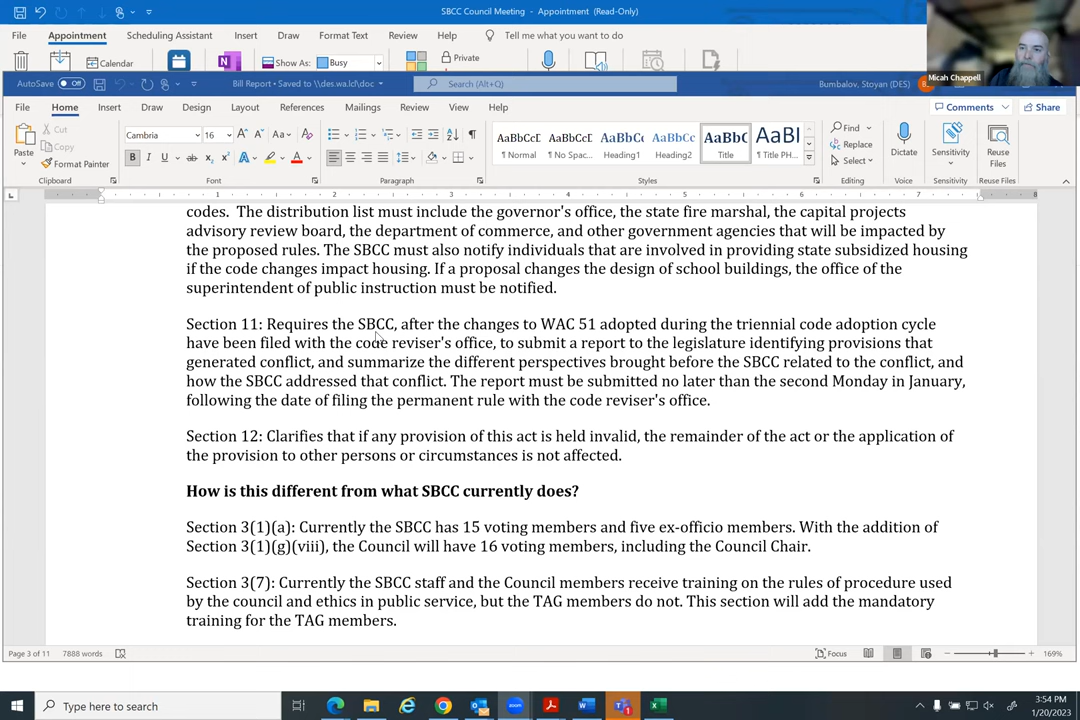 SBCC Council Meeting - Appointment (Read-Only)
File Appointment Scheduling Assistant Insert Draw Format Text Review Help Tell me what you want to do
Calendar Show As: Busy Private
Micah Chappell
AutoSave Off Bill Report • Saved to \\des.wa.lcl\doc Search (Alt+Q) Bumbalov, Stoyan (DES)
File Home Insert Draw Design Layout References Mailings Review View Help Comments Share
Paste Cut Copy Format Painter
Cambria 16
AaBbCcD Normal AaBbCcD No Spac... AaBbCc Heading1 AaBbCc Heading2 AaBbC Title AaBl Title PH...
Find Replace Select Dictate Sensitivity Reuse Files
Clipboard Font Paragraph Styles Editing Voice Sensitivity Reuse Files
1 2 3 4 5 6 7 8
codes. The distribution list must include the governor's office, the state fire marshal, the capital projects
advisory review board, the department of commerce, and other government agencies that will be impacted by
the proposed rules. The SBCC must also notify individuals that are involved in providing state subsidized housing
if the code changes impact housing. If a proposal changes the design of school buildings, the office of the
superintendent of public instruction must be notified.
Section 11: Requires the SBCC, after the changes to WAC 51 adopted during the triennial code adoption cycle
have been filed with the code reviser's office, to submit a report to the legislature identifying provisions that
generated conflict, and summarize the different perspectives brought before the SBCC related to the conflict, and
how the SBCC addressed that conflict. The report must be submitted no later than the second Monday in January,
following the date of filing the permanent rule with the code reviser's office.
Section 12: Clarifies that if any provision of this act is held invalid, the remainder of the act or the application of
the provision to other persons or circumstances is not affected.
How is this different from what SBCC currently does?
Section 3(1)(a): Currently the SBCC has 15 voting members and five ex-officio members. With the addition of
Section 3(1)(g)(viii), the Council will have 16 voting members, including the Council Chair.
Section 3(7): Currently the SBCC staff and the Council members receive training on the rules of procedure used
by the council and ethics in public service, but the TAG members do not. This section will add the mandatory
training for the TAG members.
Page 3 of 11 7888 words Focus 169%
Type here to search
3:54 PM
1/20/2023